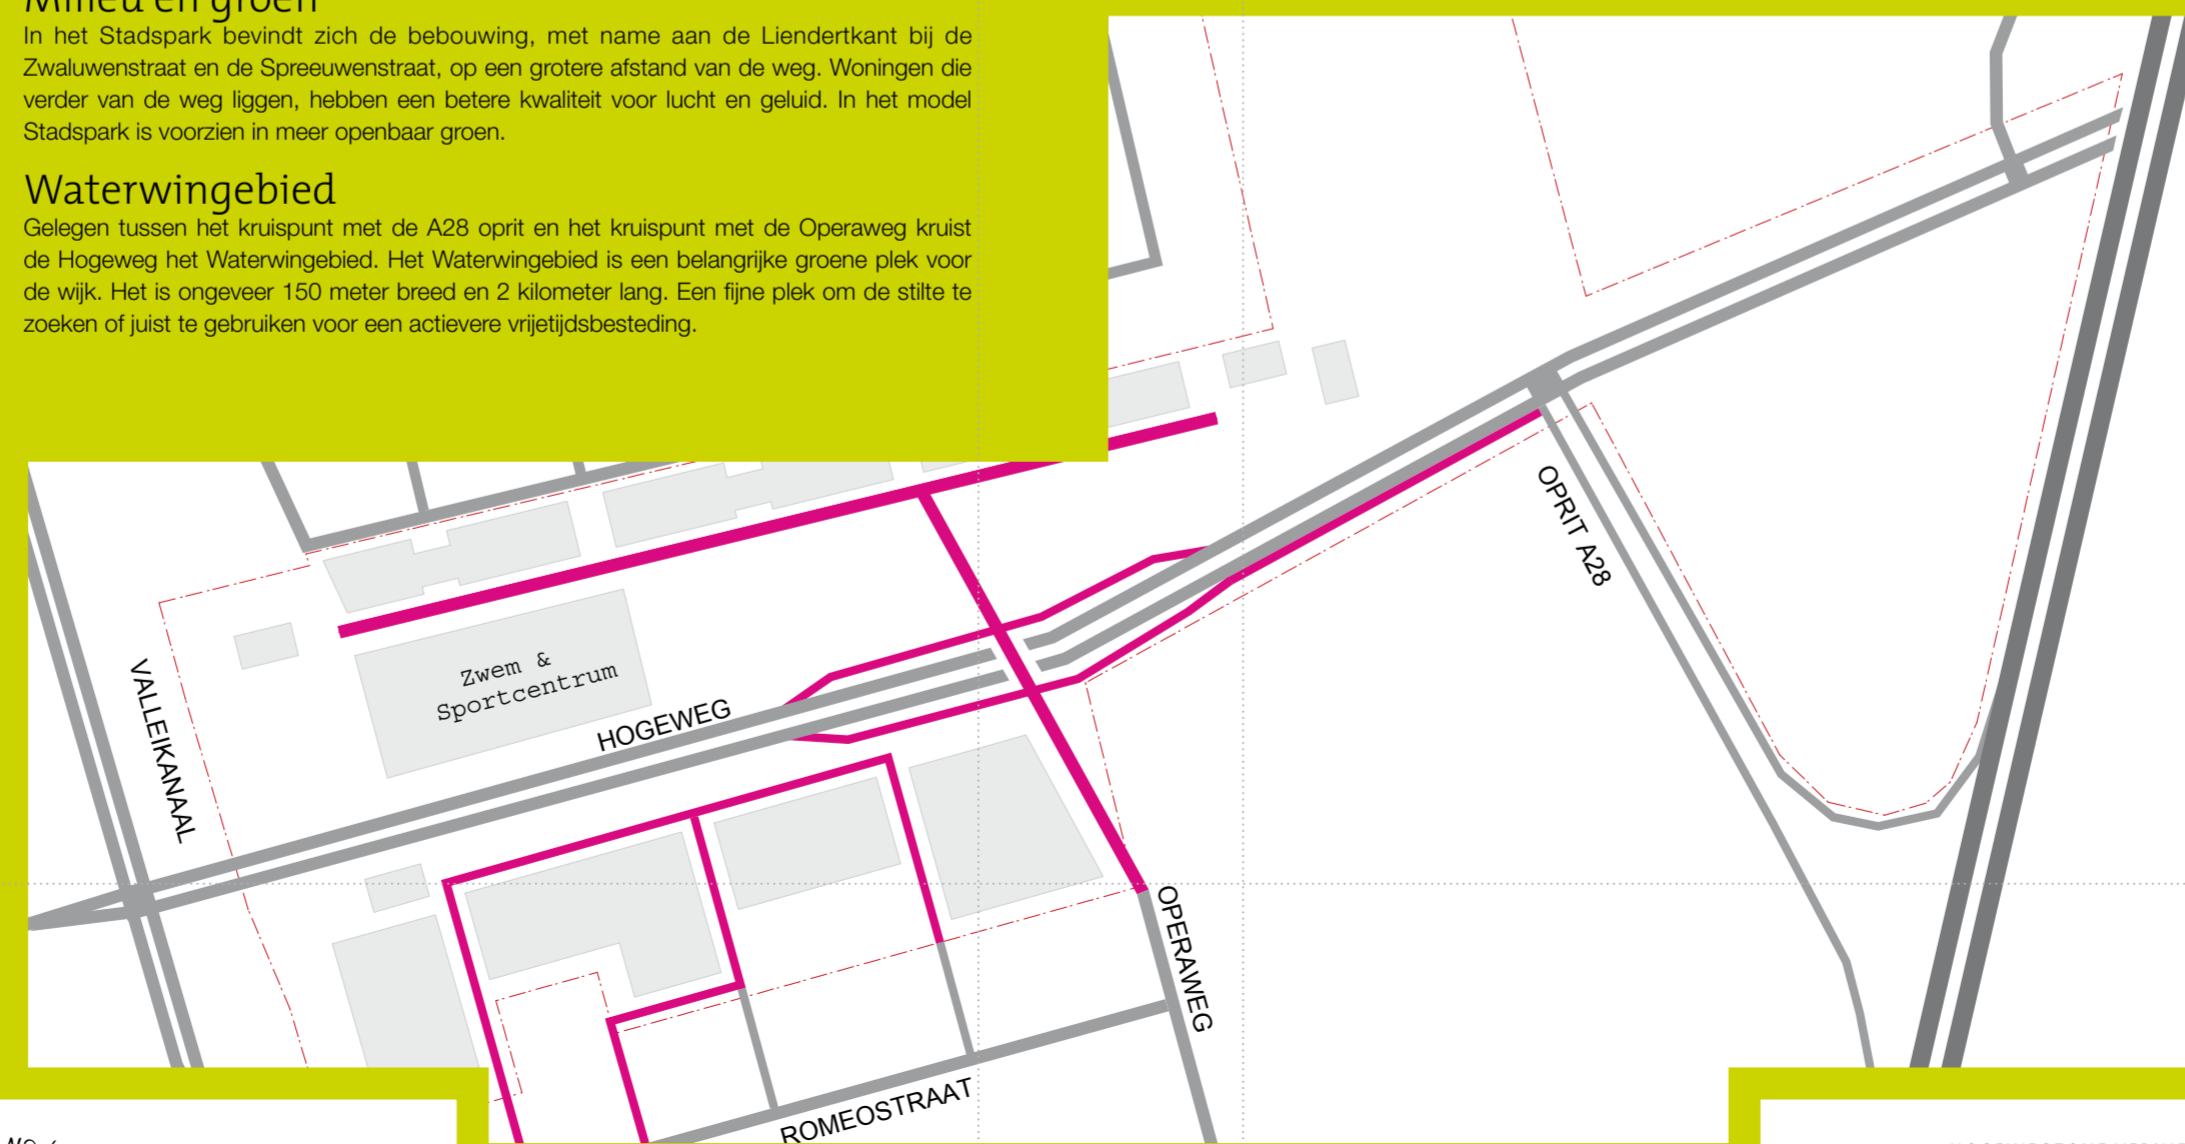 Milieu en groen
In het Stadspark bevindt zich de bebouwing, met name aan de Liendertkant bij de
Zwaluwenstraat en de Spreeuwenstraat, op een grotere afstand van de weg. Woningen die
verder van de weg liggen, hebben een betere kwaliteit voor lucht en geluid. In het model
Stadspark is voorzien in meer openbaar groen.
Waterwingebied
Gelegen tussen het kruispunt met de A28 oprit en het kruispunt met de Operaweg kruist
de Hogeweg het Waterwingebied. Het Waterwingebied is een belangrijke groene plek voor
de wijk. Het is ongeveer 150 meter breed en 2 kilometer lang. Een fijne plek om de stilte te
zoeken of juist te gebruiken voor een actievere vrijetijdsbesteding.
OPRIT A28
VALLEIKANAAL
Zwem &
Sportcentrum
HOGEWEG
OPERAWEG
ROMEOSTRAAT